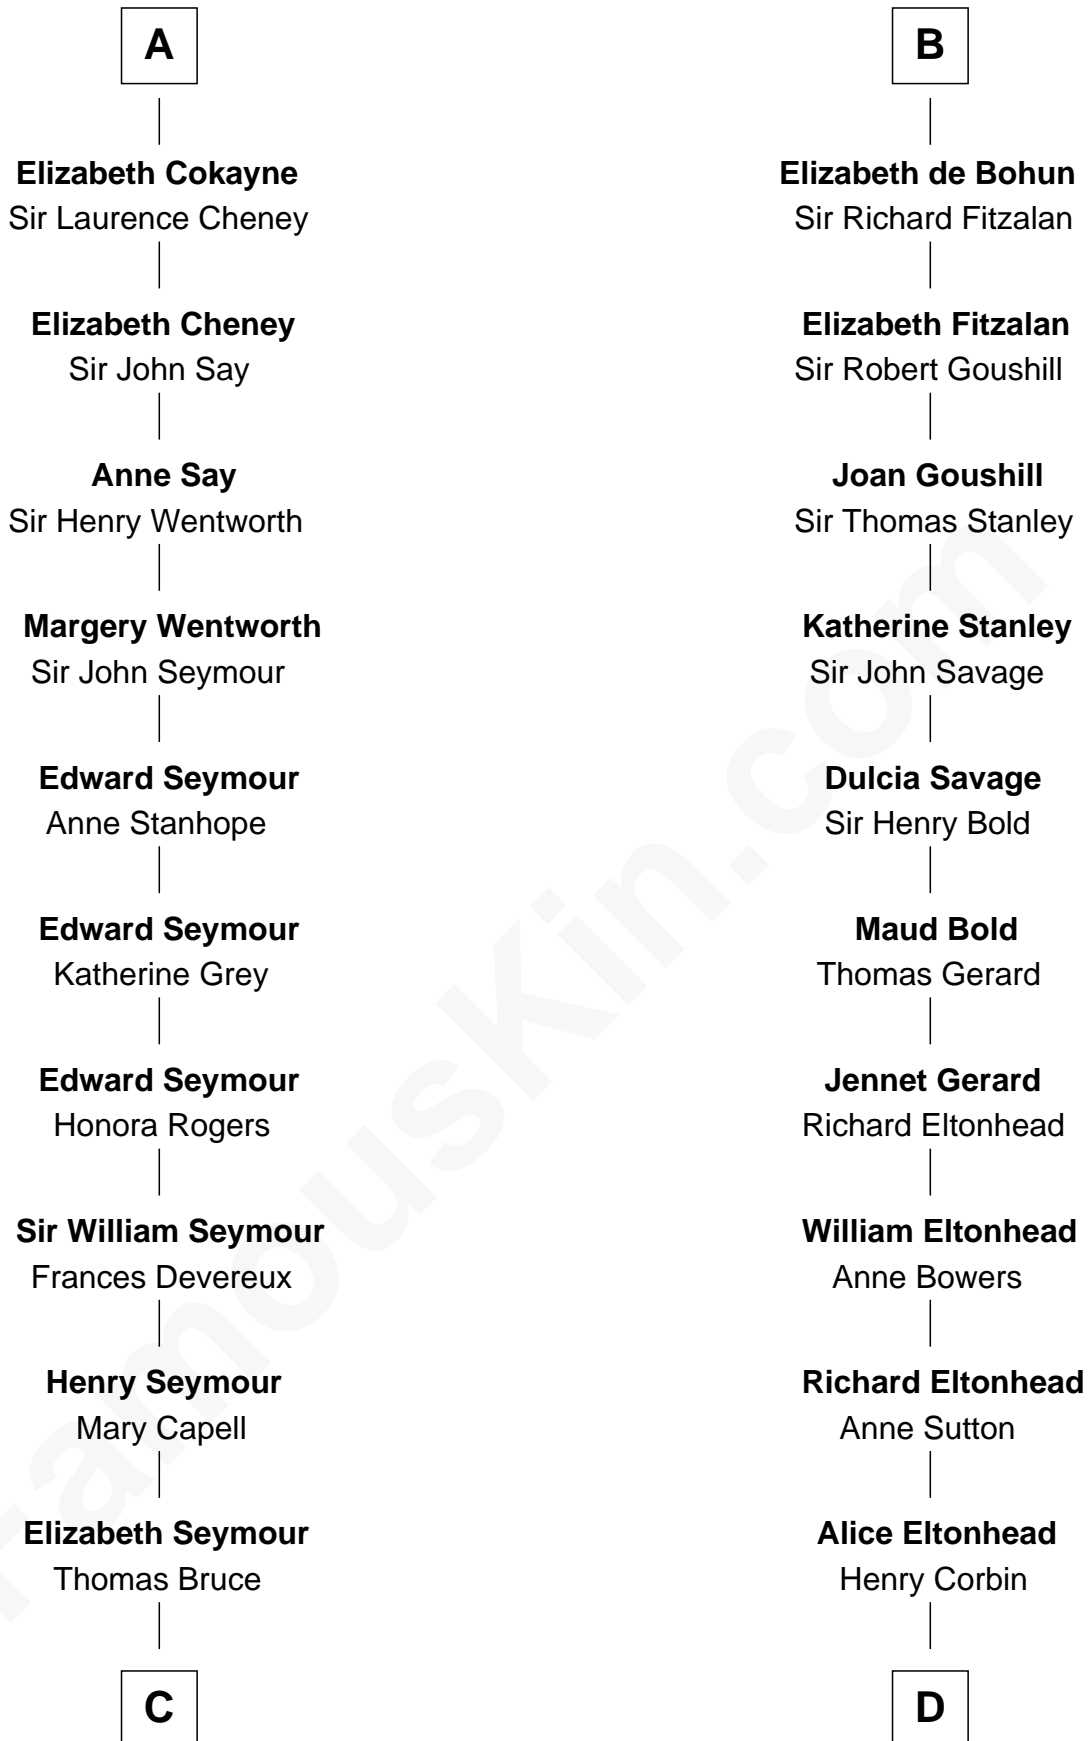 A
Elizabeth Cokayne
Sir Laurence Cheney
Elizabeth Cheney
Sir John Say
Anne Say
Sir Henry Wentworth
Margery Wentworth
Sir John Seymour
Edward Seymour
Anne Stanhope
Edward Seymour
Katherine Grey
Edward Seymour
Honora Rogers
Sir William Seymour
Frances Devereux
Henry Seymour
Mary Capell
Elizabeth Seymour
Thomas Bruce
C
B
Elizabeth de Bohun
Sir Richard Fitzalan
Elizabeth Fitzalan
Sir Robert Goushill
Joan Goushill
Sir Thomas Stanley
Katherine Stanley
Sir John Savage
Dulcia Savage
Sir Henry Bold
Maud Bold
Thomas Gerard
Jennet Gerard
Richard Eltonhead
William Eltonhead
Anne Bowers
Richard Eltonhead
Anne Sutton
Alice Eltonhead
Henry Corbin
D
FamousKin.com